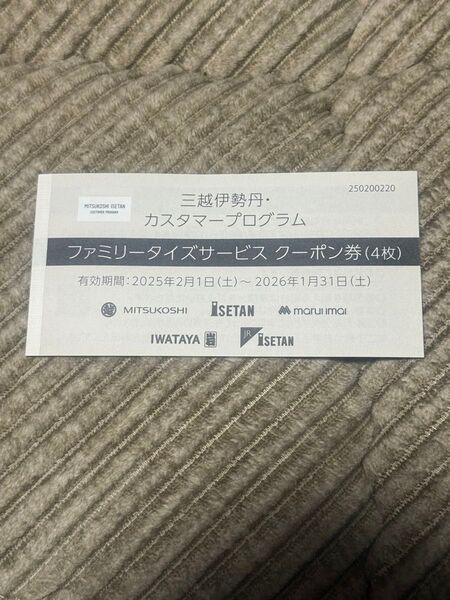 250200220
MITSUKOSHI ISETAN
CUSTOMER PROGRAM
三越伊勢丹・
カスタマープログラム
ファミリータイズサービス クーポン券(4枚)
有効期間:2025年2月1日(土)~2026年1月31日(土)
MITSUKOSHI ISETAN MARUI IMAI
IWATAYA JR ISETAN